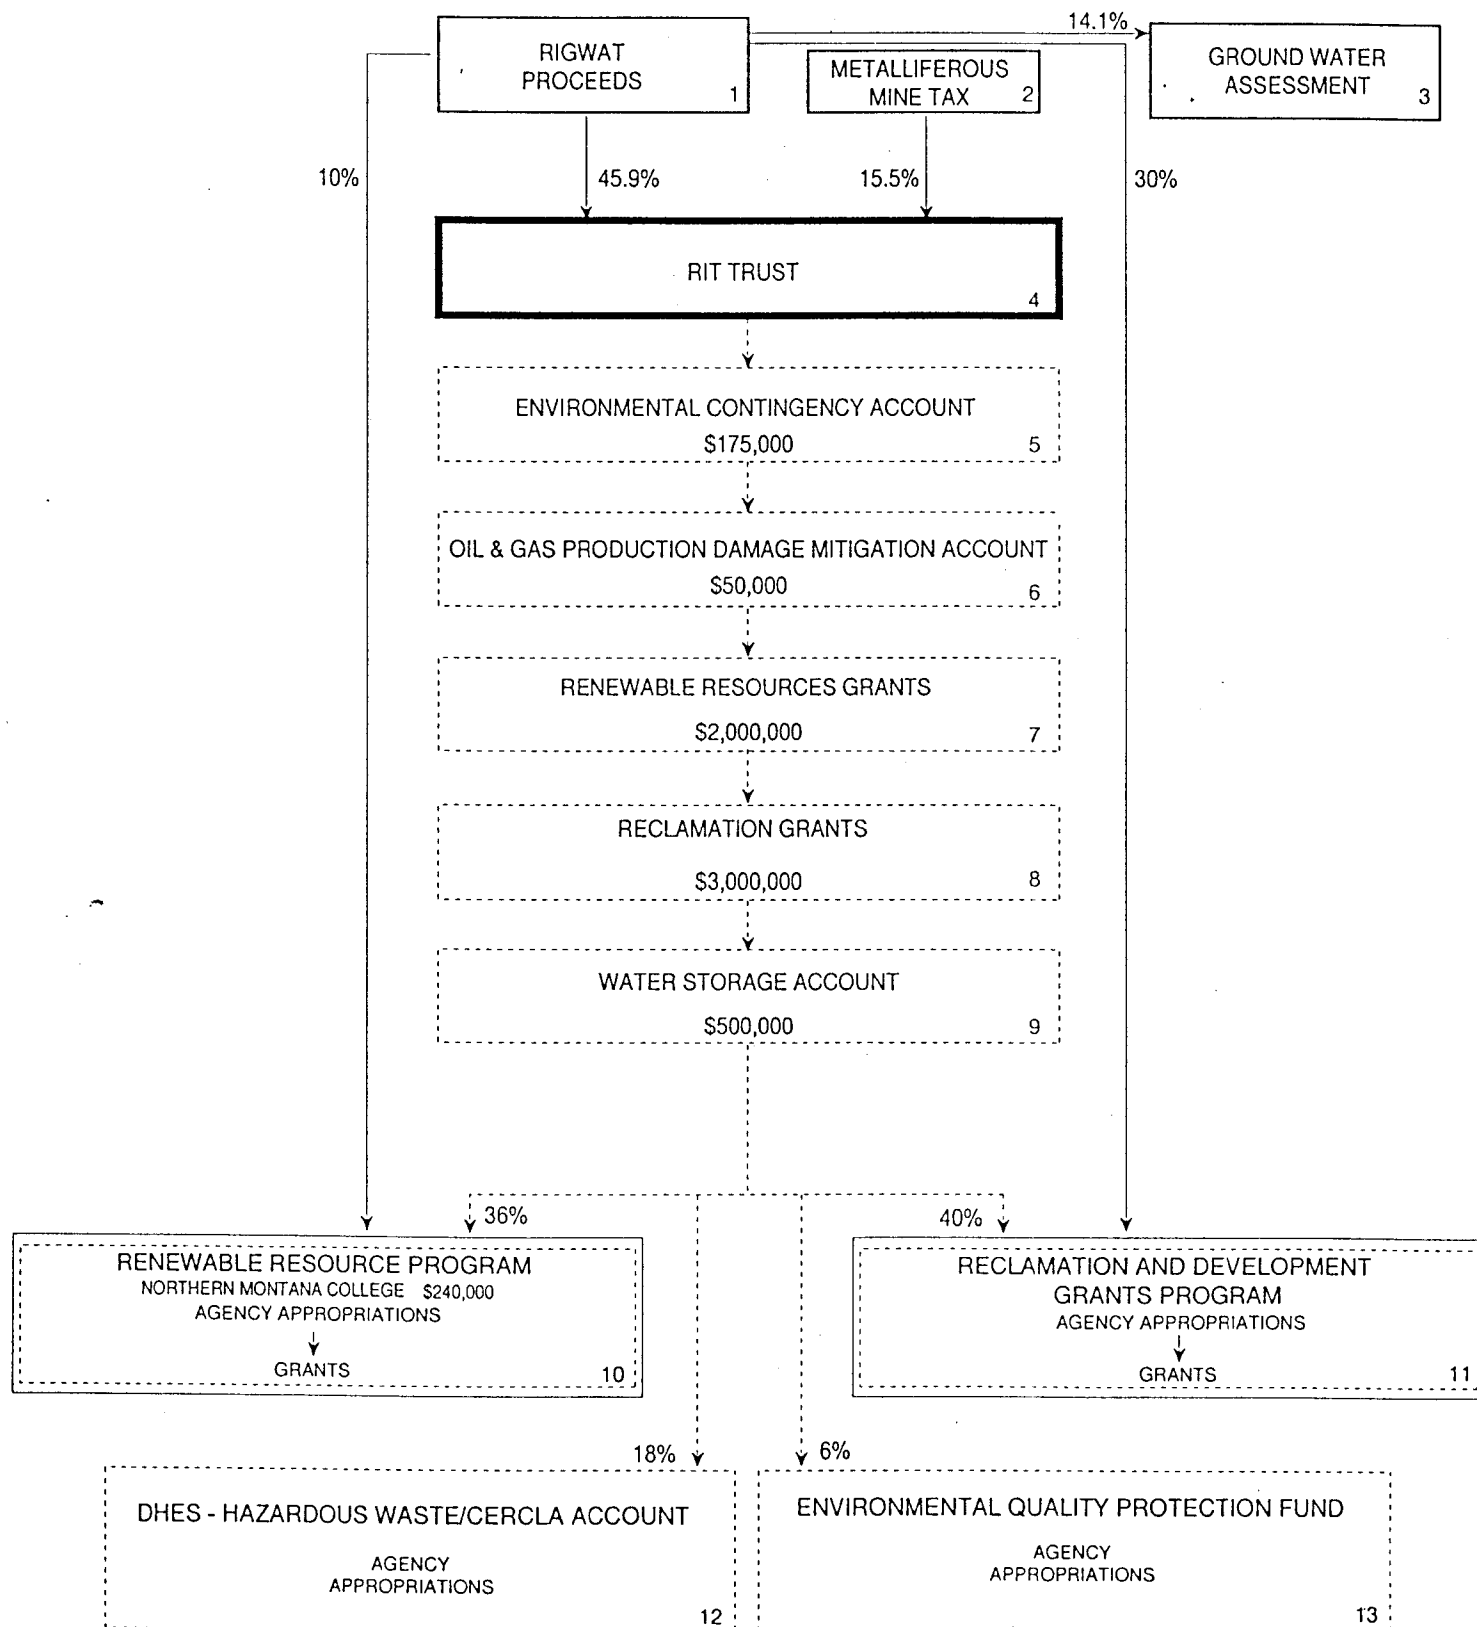 14.1%
RIGWAT
PROCEEDS
1
METALLIFEROUS
MINE TAX 2
GROUND WATER
ASSESSMENT 3
10%
45.9%
15.5%
30%
RIT TRUST
4
ENVIRONMENTAL CONTINGENCY ACCOUNT
$175,000 5
OIL & GAS PRODUCTION DAMAGE MITIGATION ACCOUNT
$50,000 6
RENEWABLE RESOURCES GRANTS
$2,000,000 7
RECLAMATION GRANTS
$3,000,000 8
WATER STORAGE ACCOUNT
$500,000 9
36%
40%
RENEWABLE RESOURCE PROGRAM
NORTHERN MONTANA COLLEGE $240,000
AGENCY APPROPRIATIONS
GRANTS 10
RECLAMATION AND DEVELOPMENT
GRANTS PROGRAM
AGENCY APPROPRIATIONS
GRANTS 11
18%
6%
DHES - HAZARDOUS WASTE/CERCLA ACCOUNT
AGENCY
APPROPRIATIONS
12
ENVIRONMENTAL QUALITY PROTECTION FUND
AGENCY
APPROPRIATIONS
13